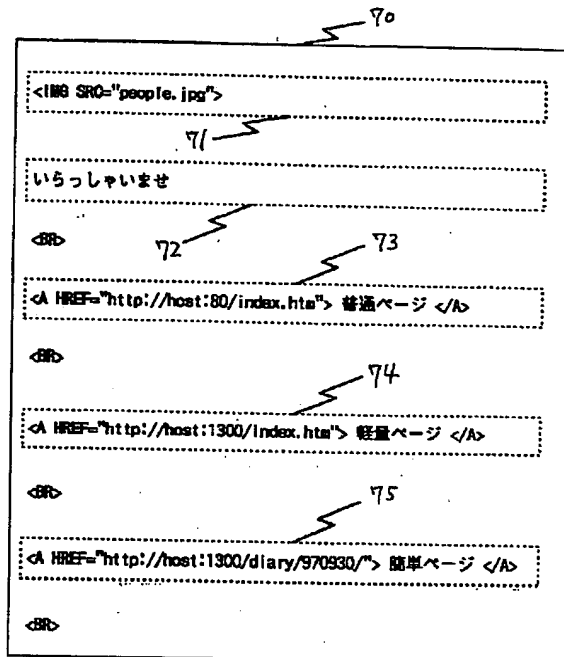 70
<IMG SRC="people.jpg">
71
いらっしゃいませ
<BR>
72
73
<A HREF="http://host:80/index.htm">普通ページ </A>
<BR>
74
<A HREF="http://host:1300/index.htm"> 軽量ページ </A>
<BR>
75
<A HREF="http://host:1300/diary/970930/"> 簡単ページ </A>
<BR>